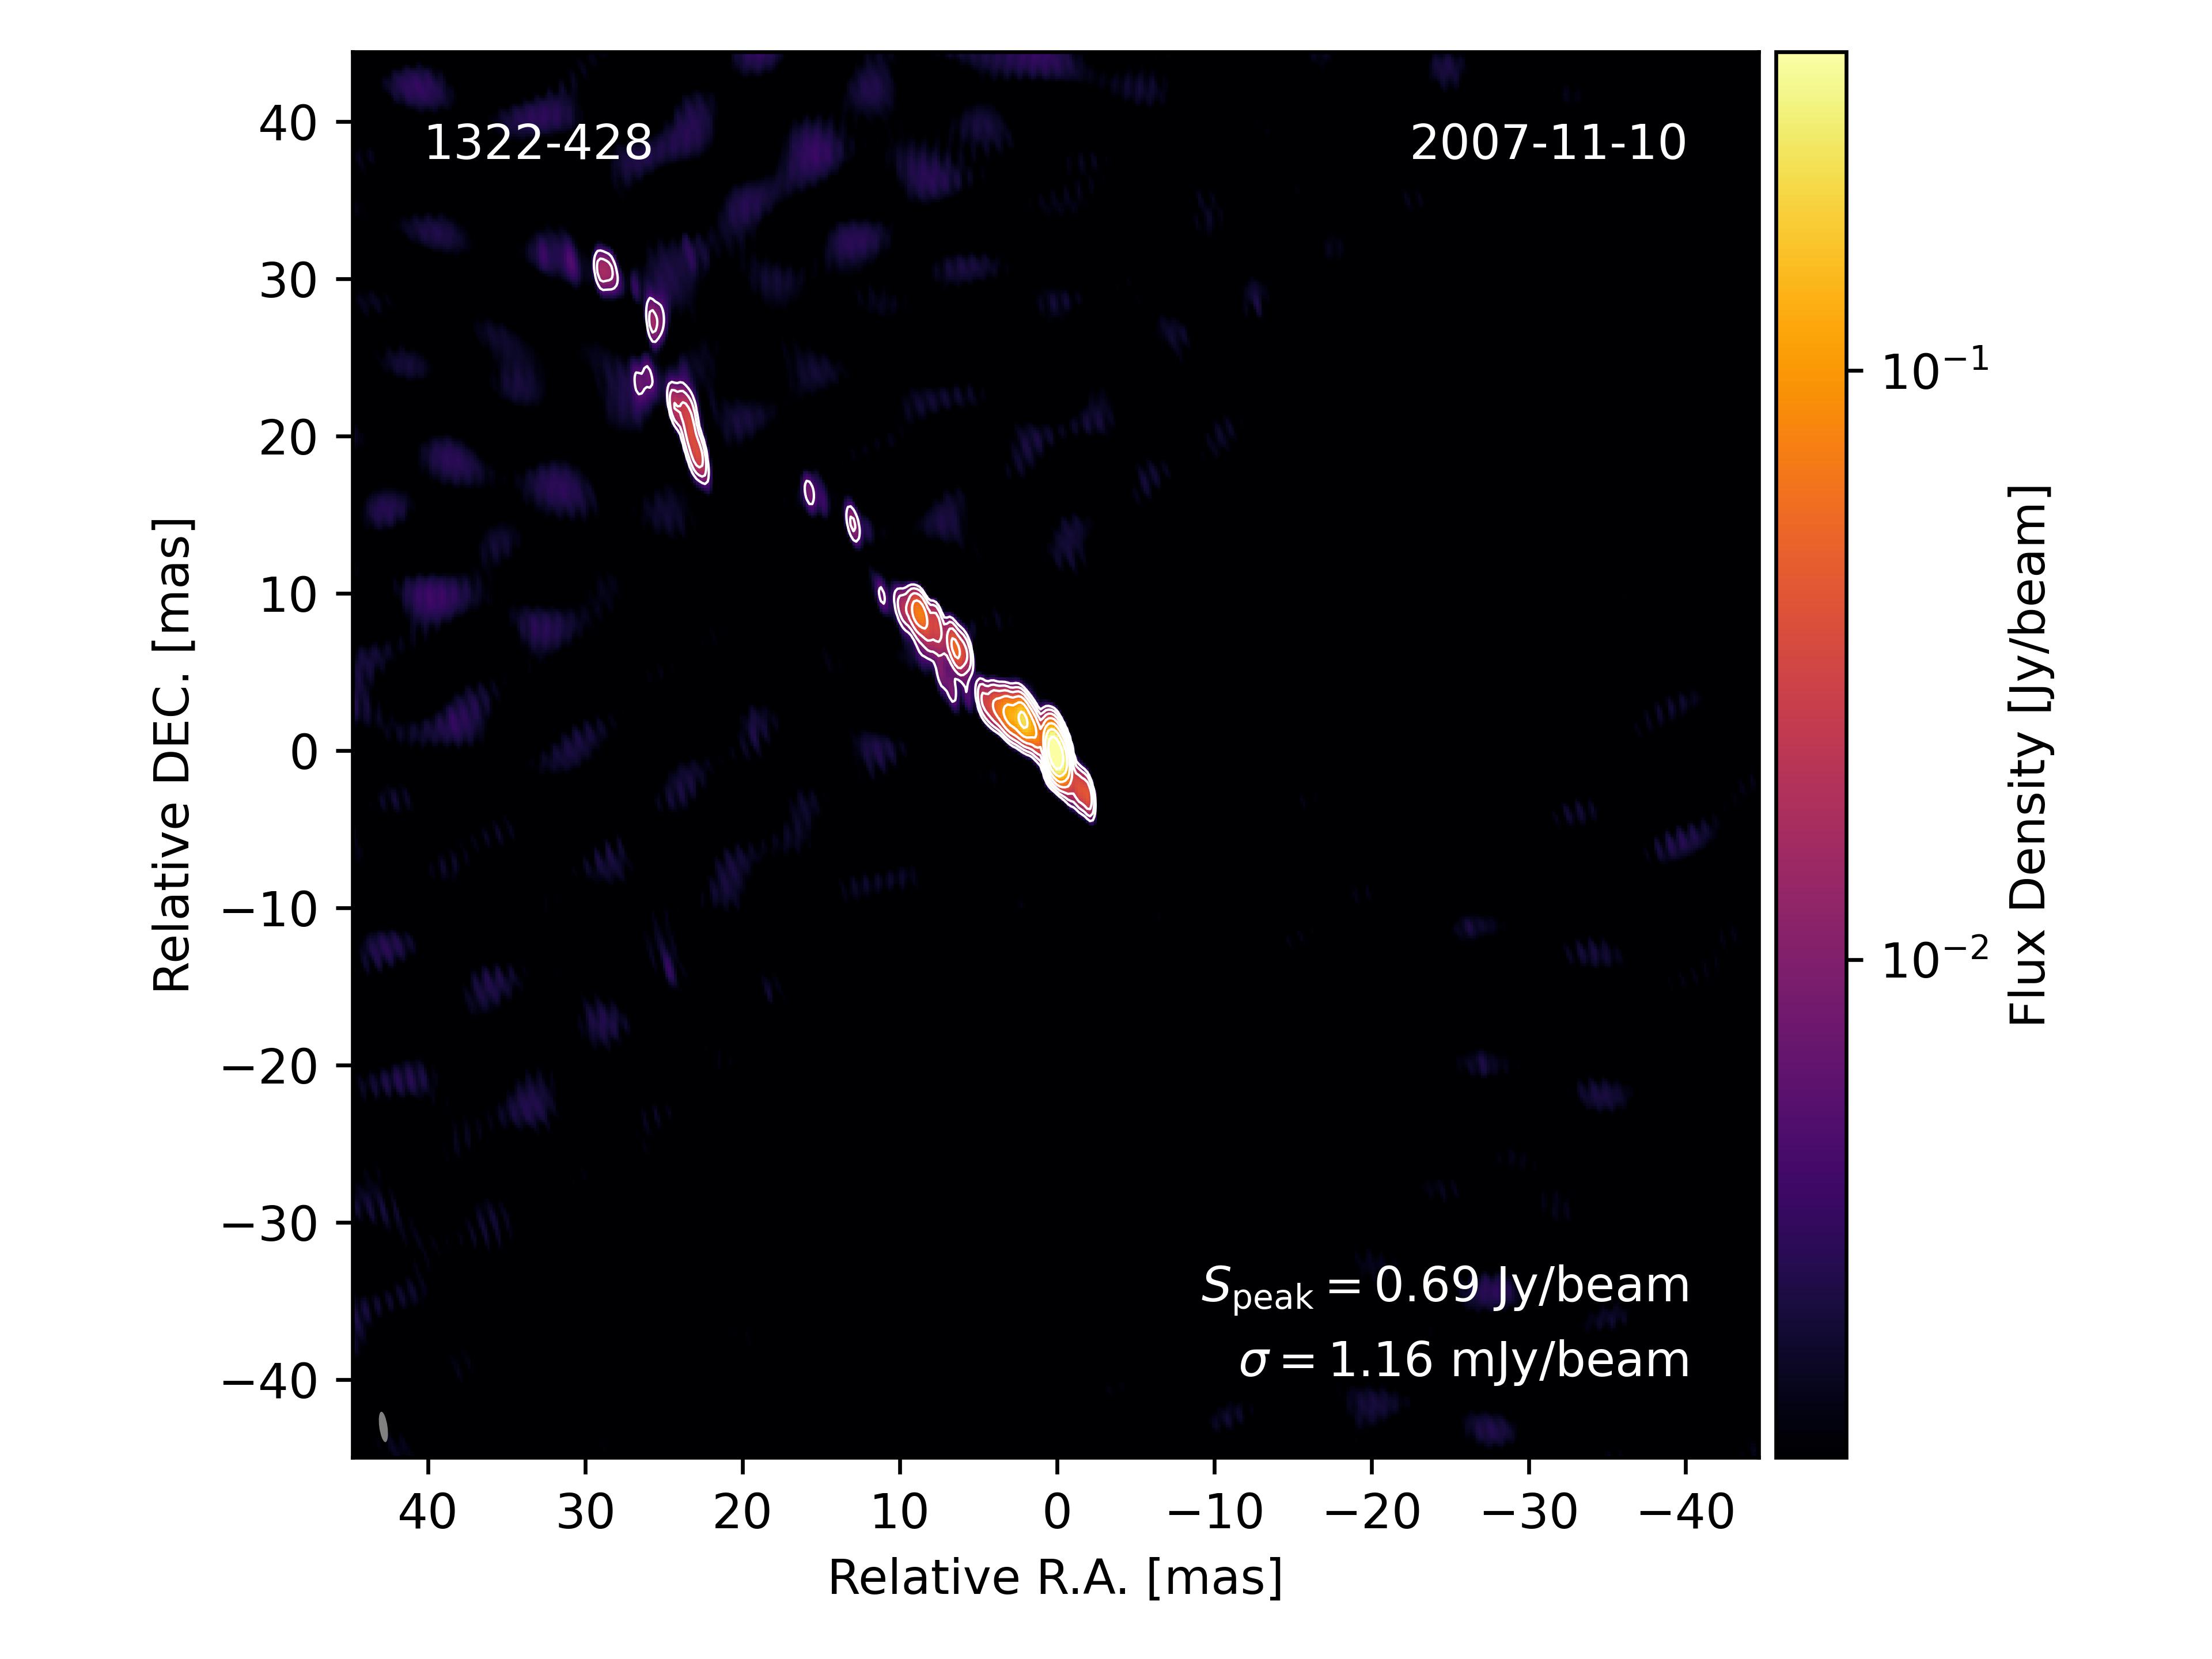 1322-428
2007-11-10
40
30
20
10
0
−10
−20
−30
−40
Relative DEC. [mas]
S_peak = 0.69 Jy/beam
σ = 1.16 mJy/beam
40 30 20 10 0 −10 −20 −30 −40
Relative R.A. [mas]
10⁻¹
10⁻²
Flux Density [Jy/beam]